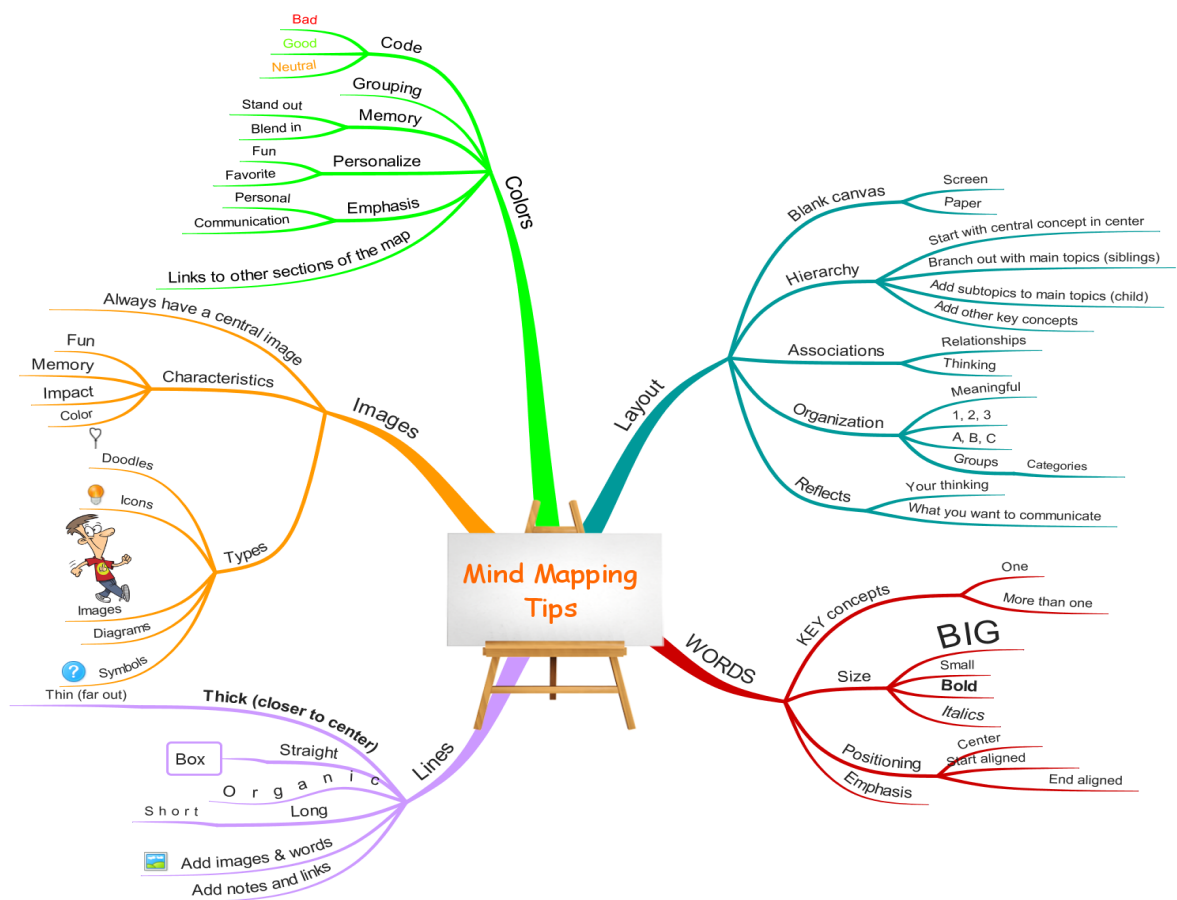 Mind Mapping
Tips
Colors
Code
Bad
Good
Neutral
Grouping
Memory
Stand out
Blend in
Personalize
Fun
Favorite
Emphasis
Personal
Communication
Links to other sections of the map
Images
Always have a central image
Characteristics
Fun
Memory
Impact
Color
Types
Doodles
Icons
Images
Diagrams
?
Symbols
Lines
Thick (closer to center)
Thin (far out)
Straight
Box
Organic
Long
Short
Add images & words
Add notes and links
Layout
Blank canvas
Screen
Paper
Hierarchy
Start with central concept in center
Branch out with main topics (siblings)
Add subtopics to main topics (child)
Add other key concepts
Associations
Relationships
Thinking
Organization
Meaningful
1, 2, 3
A, B, C
Groups
Categories
Reflects
Your thinking
What you want to communicate
WORDS
KEY concepts
One
More than one
Size
BIG
Small
Bold
Italics
Positioning
Center
Start aligned
End aligned
Emphasis